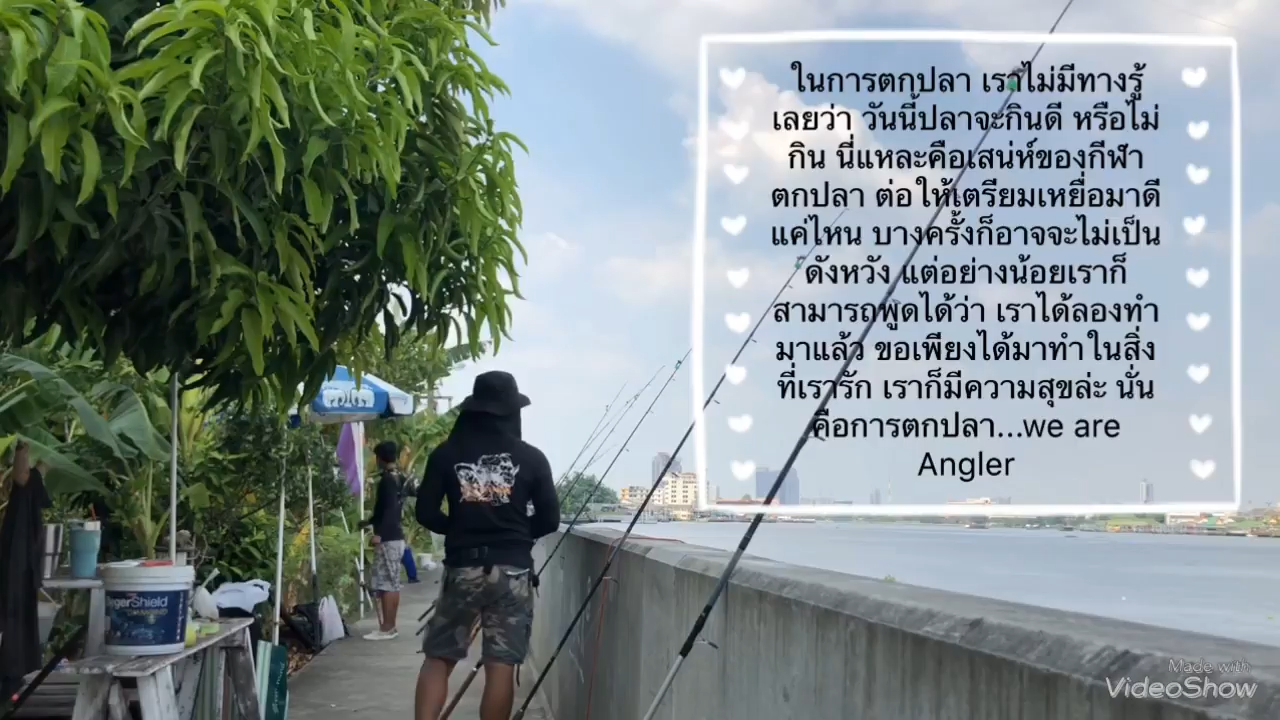 ในการตกปลา เราไม่มีทางรู้
เลยว่า วันนี้ปลาจะกินดี หรือไม่
กิน นี่แหละคือเสน่ห์ของกีฬา
ตกปลา ต่อให้เตรียมเหยื่อมาดี
แค่ไหน บางครั้งก็อาจจะไม่เป็น
ดังหวัง แต่อย่างน้อยเราก็
สามารถพูดได้ว่า เราได้ลองทำ
มาแล้ว ขอเพียงได้มาทำในสิ่ง
ที่เรารัก เราก็มีความสุขล่ะ นั่น
คือการตกปลา...we are
Angler
gerShield
Made with
VideoShow